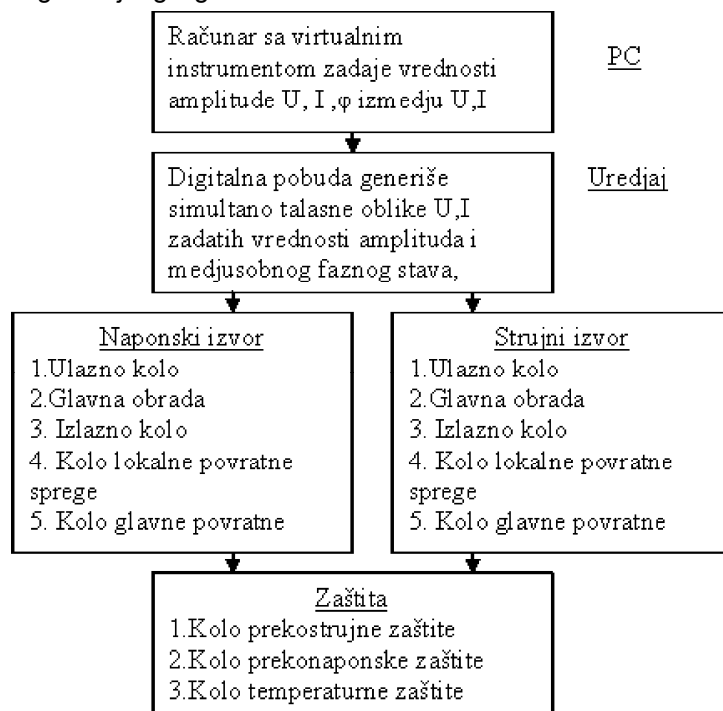 Računar sa virtualnim
instrumentom zadaje vrednosti
amplitude U, I ,φ izmedju U,I
PC
Digitalna pobuda generiše
simultano talasne oblike U,I
zadatih vrednosti amplituda i
medjusobnog faznog stava,
Uredjaj
Naponski izvor
1.Ulazno kolo
2.Glavna obrada
3. Izlazno kolo
4. Kolo lokalne povratne
sprege
5. Kolo glavne povratne
Strujni izvor
1.Ulazno kolo
2.Glavna obrada
3. Izlazno kolo
4. Kolo lokalne povratne
sprege
5. Kolo glavne povratne
Zaštita
1.Kolo prekostrujne zaštite
2.Kolo prekonaponske zaštite
3.Kolo temperaturne zaštite